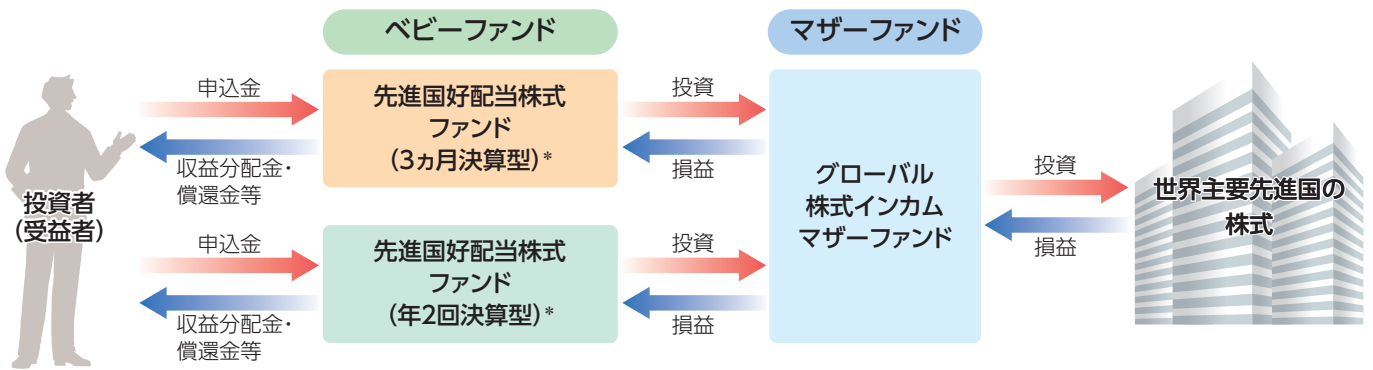 ベビーファンド
マザーファンド
投資者
(受益者)
申込金
収益分配金・
償還金等
先進国好配当株式
ファンド
(3ヵ月決算型)*
投資
損益
申込金
収益分配金・
償還金等
先進国好配当株式
ファンド
(年2回決算型)*
投資
損益
グローバル
株式インカム
マザーファンド
投資
損益
世界主要先進国の
株式